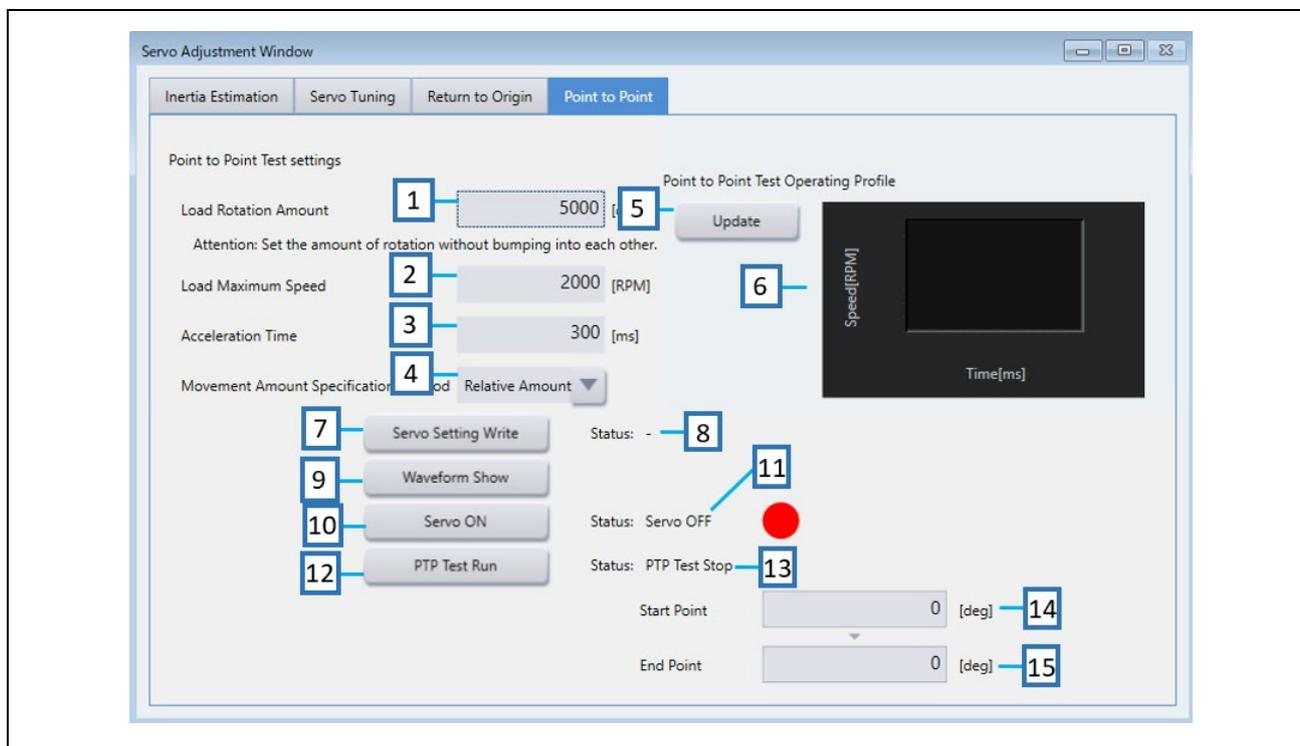 Servo Adjustment Window
Inertia Estimation Servo Tuning Return to Origin Point to Point
Point to Point Test settings
Point to Point Test Operating Profile
Load Rotation Amount 1 5000 5 Update
Attention: Set the amount of rotation without bumping into each other.
Load Maximum Speed 2 2000 [RPM] 6 Speed[RPM]
Acceleration Time 3 300 [ms]
Time[ms]
Movement Amount Specification 4 Relative Amount
7 Servo Setting Write Status: - 8
9 Waveform Show 11
10 Servo ON Status: Servo OFF
12 PTP Test Run Status: PTP Test Stop 13
Start Point 0 [deg] 14
End Point 0 [deg] 15